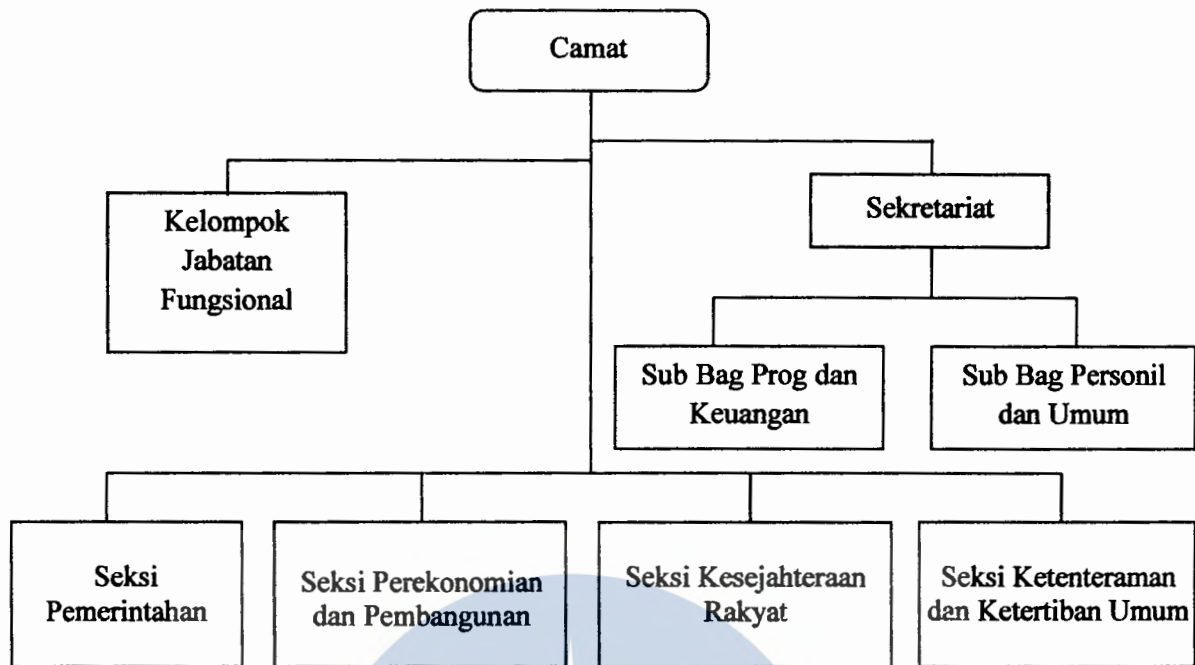 Camat
Kelompok
Jabatan
Fungsional
Sekretariat
Sub Bag Prog dan
Keuangan
Sub Bag Personil
dan Umum
Seksi
Pemerintahan
Seksi Perekonomian
dan Pembangunan
Seksi Kesejahteraan
Rakyat
Seksi Ketenteraman
dan Ketertiban Umum